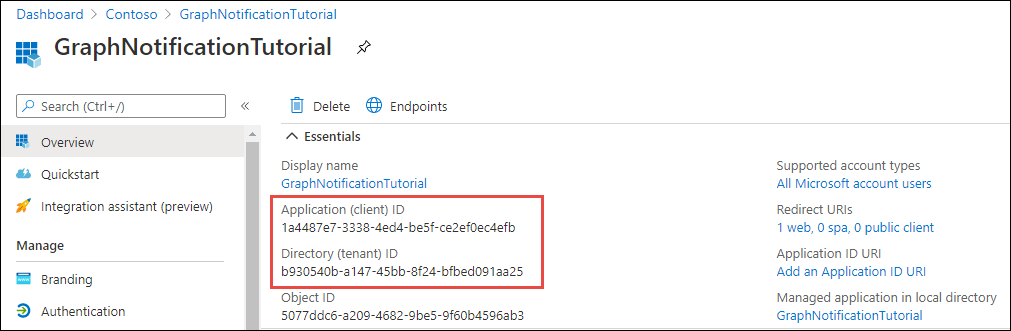 Dashboard > Contoso > GraphNotificationTutorial
GraphNotificationTutorial
Search (Ctrl+/)
«
Overview
Quickstart
Integration assistant (preview)
Manage
Branding
Authentication
Delete
Endpoints
Essentials
Display name
GraphNotificationTutorial
Application (client) ID
1a4487e7-3338-4ed4-be5f-ce2ef0ec4efb
Directory (tenant) ID
b930540b-a147-45bb-8f24-bfbed091aa25
Object ID
5077ddc6-a209-4682-9be5-9f60b4596ab3
Supported account types
All Microsoft account users
Redirect URIs
1 web, 0 spa, 0 public client
Application ID URI
Add an Application ID URI
Managed application in local directory
GraphNotificationTutorial